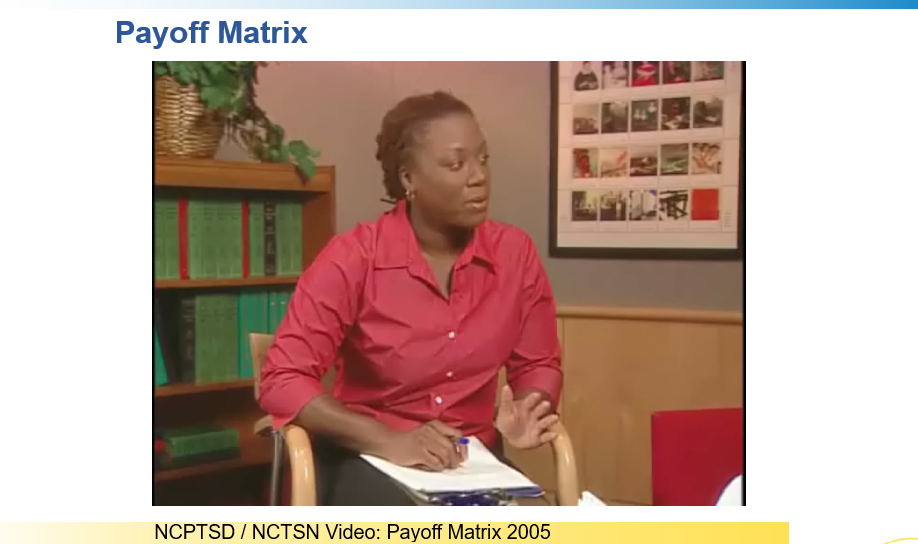 Payoff Matrix
NCPTSD / NCTSN Video: Payoff Matrix 2005